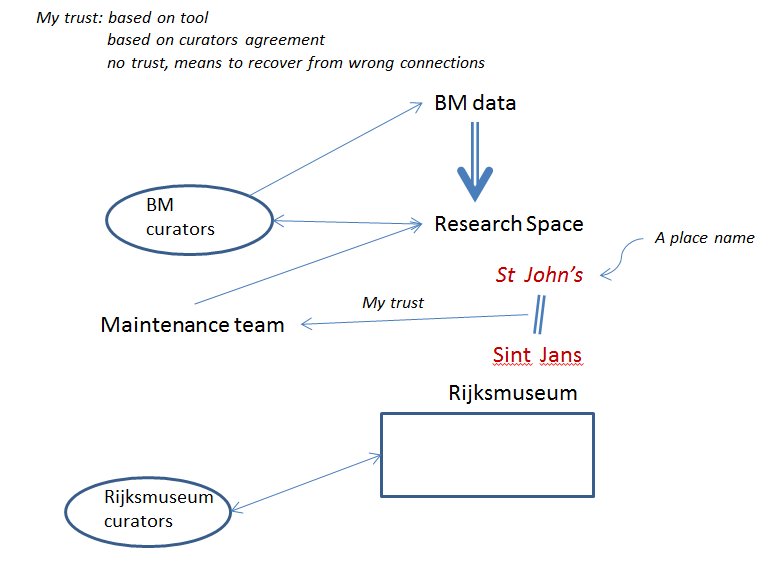 My trust: based on tool
based on curators agreement
no trust, means to recover from wrong connections
BM data
BM
curators
Research Space
A place name
St John's
My trust
Maintenance team
Sint Jans
Rijksmuseum
Rijksmuseum
curators